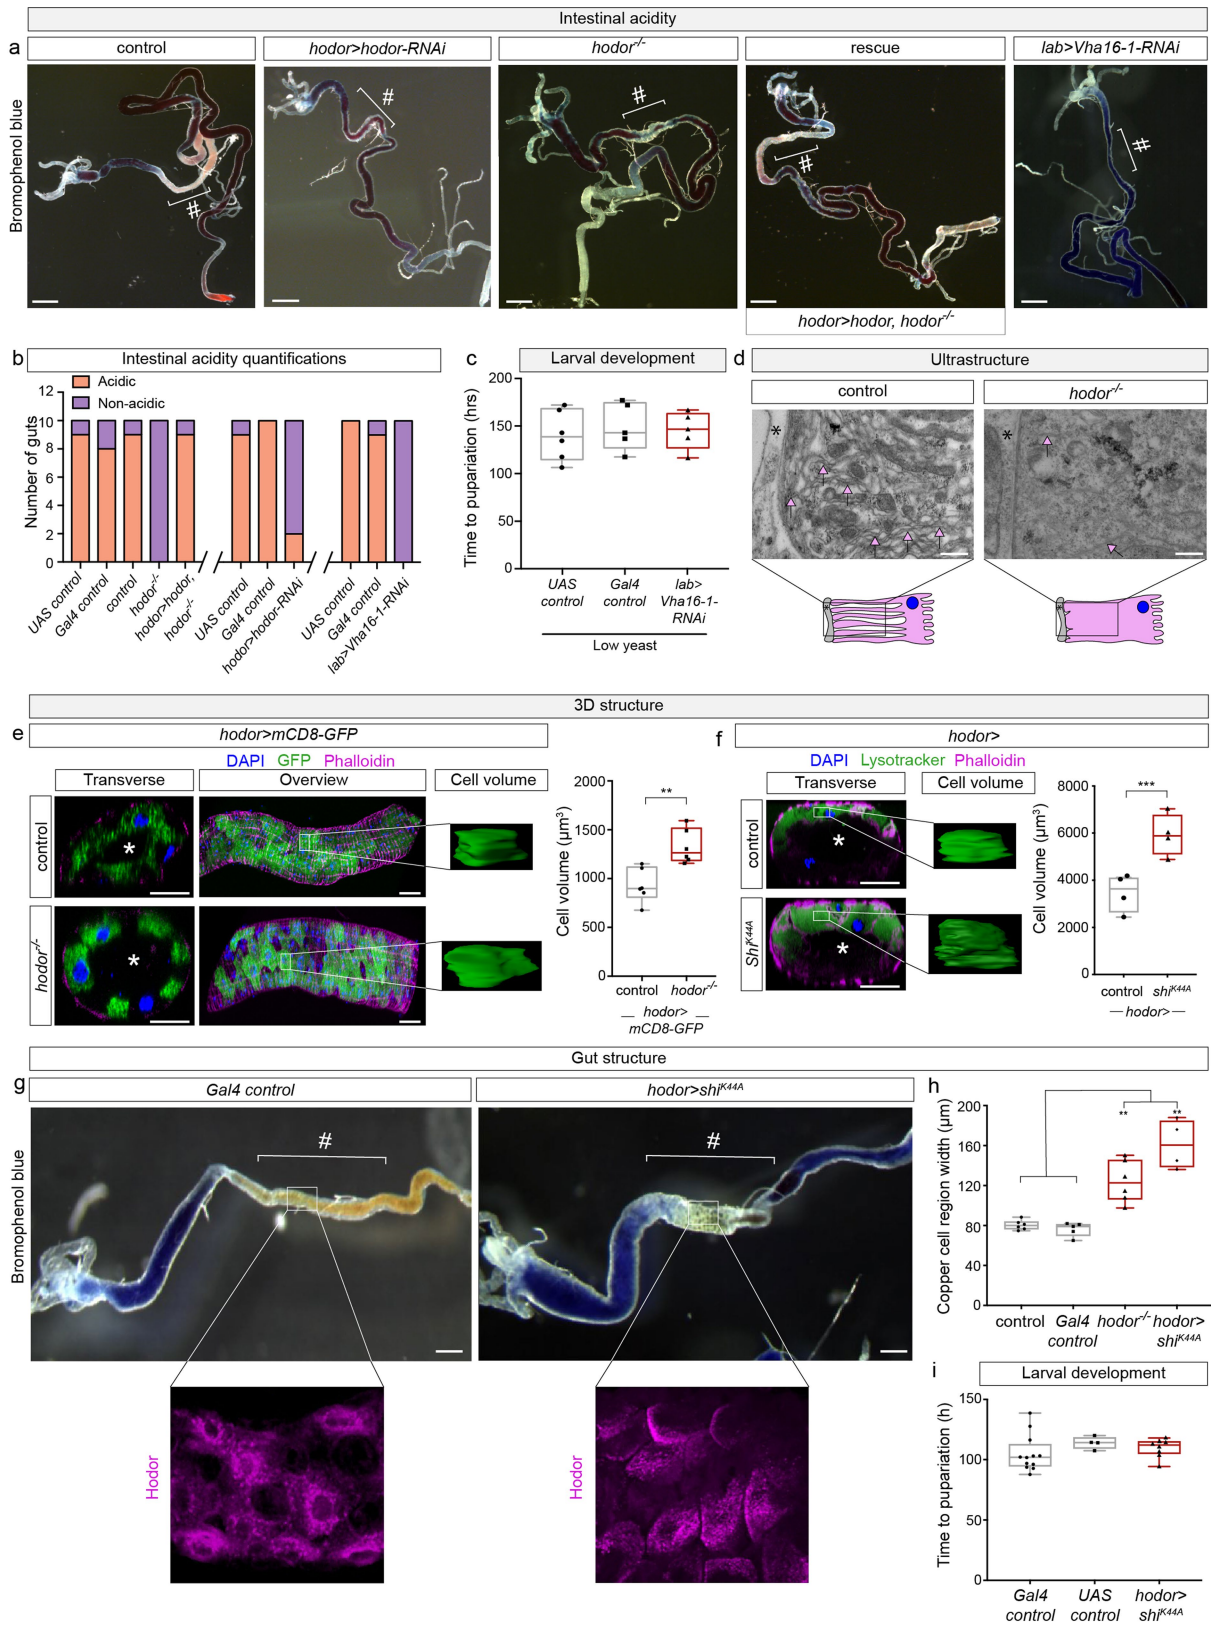 Intestinal acidity
a
control
hodor>hodor-RNAi
hodor-/-
rescue
lab>Vha16-1-RNAi
Bromophenol blue
#
#
#
#
#
hodor>hodor, hodor-/-
b
Intestinal acidity quantifications
Acidic
Non-acidic
Number of guts
12
10
8
6
4
2
0
UAS control
Gal4 control
control
hodor-/-
hodor>hodor,
hodor-/-
UAS control
Gal4 control
hodor>hodor-RNAi
UAS control
Gal4 control
lab>Vha16-1-RNAi
c
Larval development
Time to pupariation (hrs)
200
150
100
50
0
UAS control
Gal4 control
lab>
Vha16-1-
RNAi
Low yeast
d
Ultrastructure
control
hodor-/-
*
*
3D structure
e
hodor>mCD8-GFP
DAPI GFP Phalloidin
Transverse
Overview
Cell volume
control
*
hodor-/-
*
Cell volume (µm³)
2000
1500
1000
500
0
**
control
hodor-/-
hodor>
mCD8-GFP
f
hodor>
DAPI Lysotracker Phalloidin
Transverse
Cell volume
control
*
ShiK44A
*
Cell volume (µm³)
8000
6000
4000
2000
0
***
control
shiK44A
hodor>
Gut structure
g
Gal4 control
hodor>shiK44A
Bromophenol blue
#
#
Hodor
Hodor
h
Copper cell region width (µm)
200
160
120
80
40
0
**
**
control
Gal4 control
hodor-/-
hodor>
shiK44A
i
Larval development
Time to pupariation (h)
150
100
50
0
Gal4 control
UAS control
hodor>
shiK44A